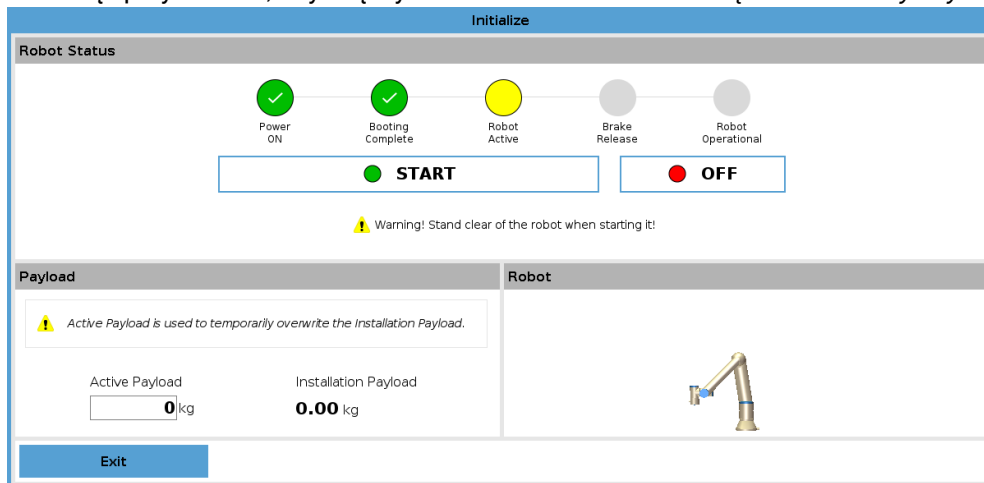 Initialize
Robot Status
Power
ON
Booting
Complete
Robot
Active
Brake
Release
Robot
Operational
START
OFF
Warning! Stand clear of the robot when starting it!
Payload
Robot
Active Payload is used to temporarily overwrite the Installation Payload.
Active Payload
Installation Payload
0 kg
0.00 kg
Exit